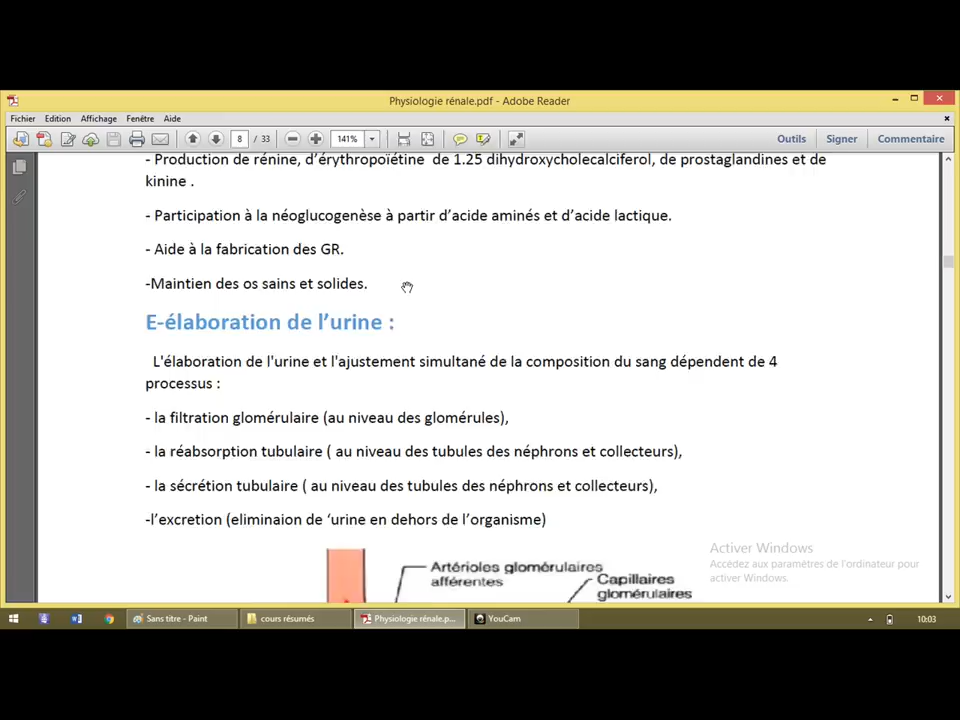 Physiologie rénale.pdf - Adobe Reader
Fichier Edition Affichage Fenêtre Aide
8 / 33 141% Outils Signer Commentaire
- Production de rénine, d'érythropoïétine de 1.25 dihydroxycholecalciferol, de prostaglandines et de
kinine .
- Participation à la néoglucogenèse à partir d'acide aminés et d'acide lactique.
- Aide à la fabrication des GR.
-Maintien des os sains et solides.
E-élaboration de l'urine :
L'élaboration de l'urine et l'ajustement simultané de la composition du sang dépendent de 4
processus :
- la filtration glomérulaire (au niveau des glomérules),
- la réabsorption tubulaire ( au niveau des tubules des néphrons et collecteurs),
- la sécrétion tubulaire ( au niveau des tubules des néphrons et collecteurs),
-l'excretion (eliminaion de 'urine en dehors de l'organisme)
Artérioles glomérulaires
afférentes
Capillaires
glomérulaires
Activer Windows
Accédez aux paramètres de l'ordinateur pour
activer Windows.
Sans titre - Paint cours résumés Physiologie rénale.p... YouCam 10:03